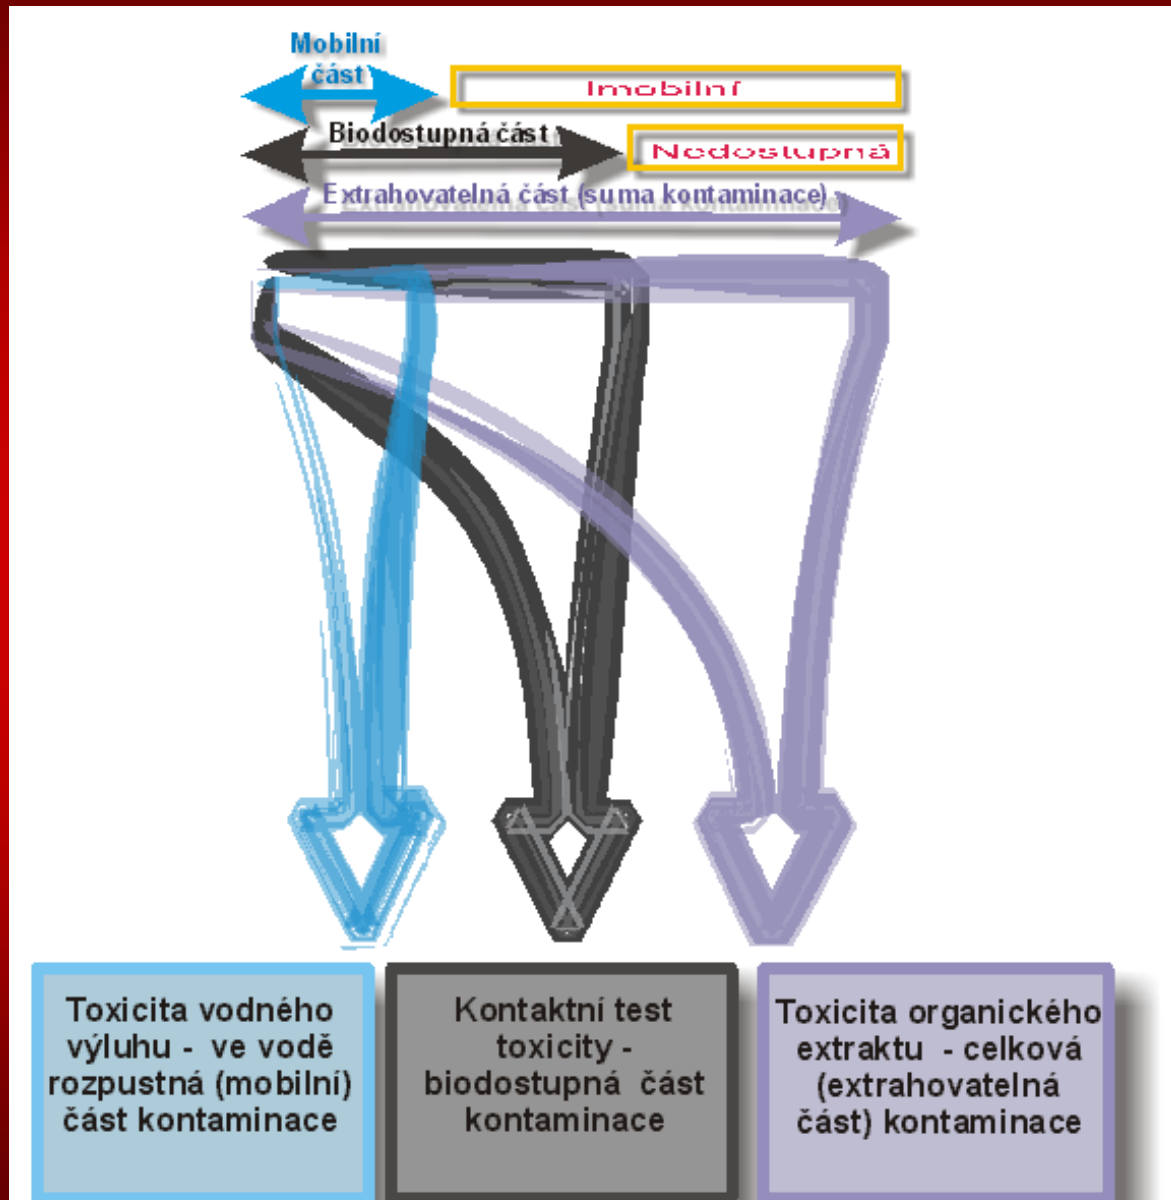 Mobilní
část
Imobilní
Biodostupná část
Nedostupná
Extrahovatelná část (suma kontaminace)
Toxicita vodného
výluhu - ve vodě
rozpustná (mobilní)
část kontaminace
Kontaktní test
toxicity -
biodostupná část
kontaminace
Toxicita organického
extraktu - celková
(extrahovatelná
část) kontaminace